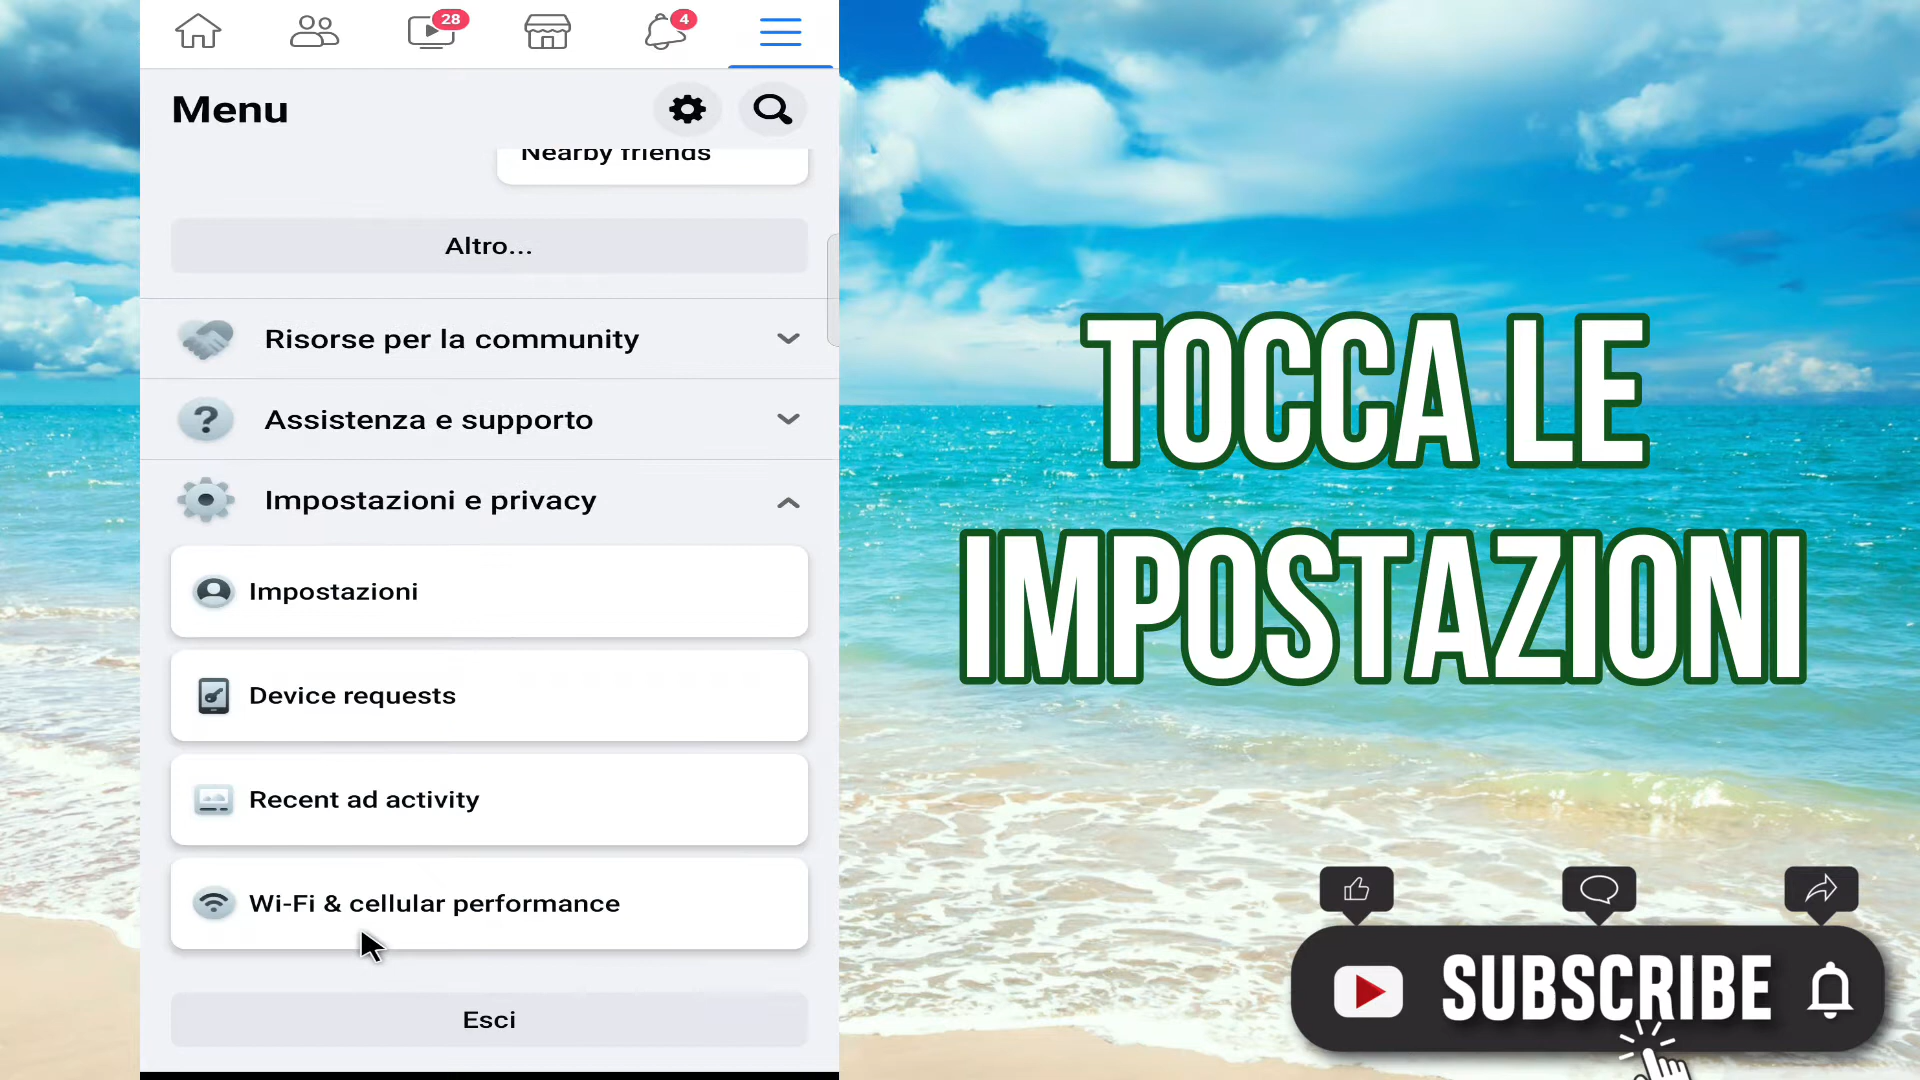 28
4
Menu
Nearby friends
Altro...
Risorse per la community
Assistenza e supporto
Impostazioni e privacy
Impostazioni
Device requests
Recent ad activity
Wi-Fi & cellular performance
Esci
TOCCA LE
IMPOSTAZIONI
SUBSCRIBE